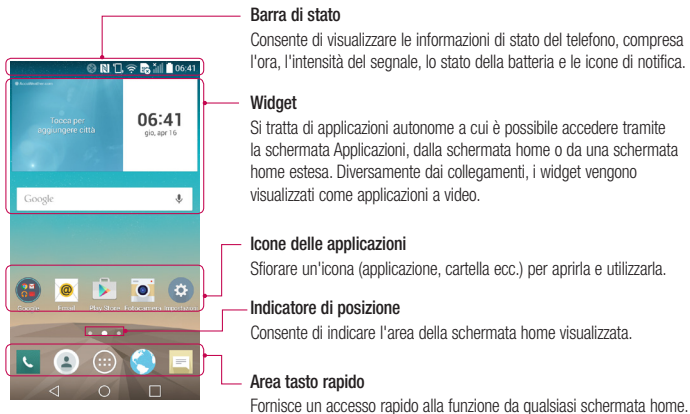 Barra di stato
Consente di visualizzare le informazioni di stato del telefono, compresa
l'ora, l'intensità del segnale, lo stato della batteria e le icone di notifica.
Widget
Si tratta di applicazioni autonome a cui è possibile accedere tramite
la schermata Applicazioni, dalla schermata home o da una schermata
home estesa. Diversamente dai collegamenti, i widget vengono
visualizzati come applicazioni a video.
Icone delle applicazioni
Sfiorare un'icona (applicazione, cartella ecc.) per aprirla e utilizzarla.
Indicatore di posizione
Consente di indicare l'area della schermata home visualizzata.
Area tasto rapido
Fornisce un accesso rapido alla funzione da qualsiasi schermata home.
06:41
Tocca per
aggiungere città
06:41
gio, apr 16
Google
Google Email Play Store Fotocamera